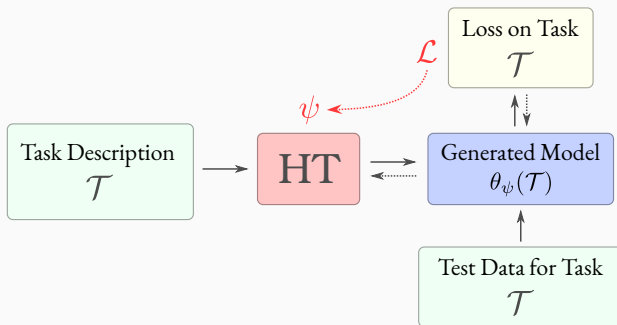 Loss on Task
𝒯
ℒ
ψ
Task Description
𝒯
HT
Generated Model
θ_ψ(𝒯)
Test Data for Task
𝒯